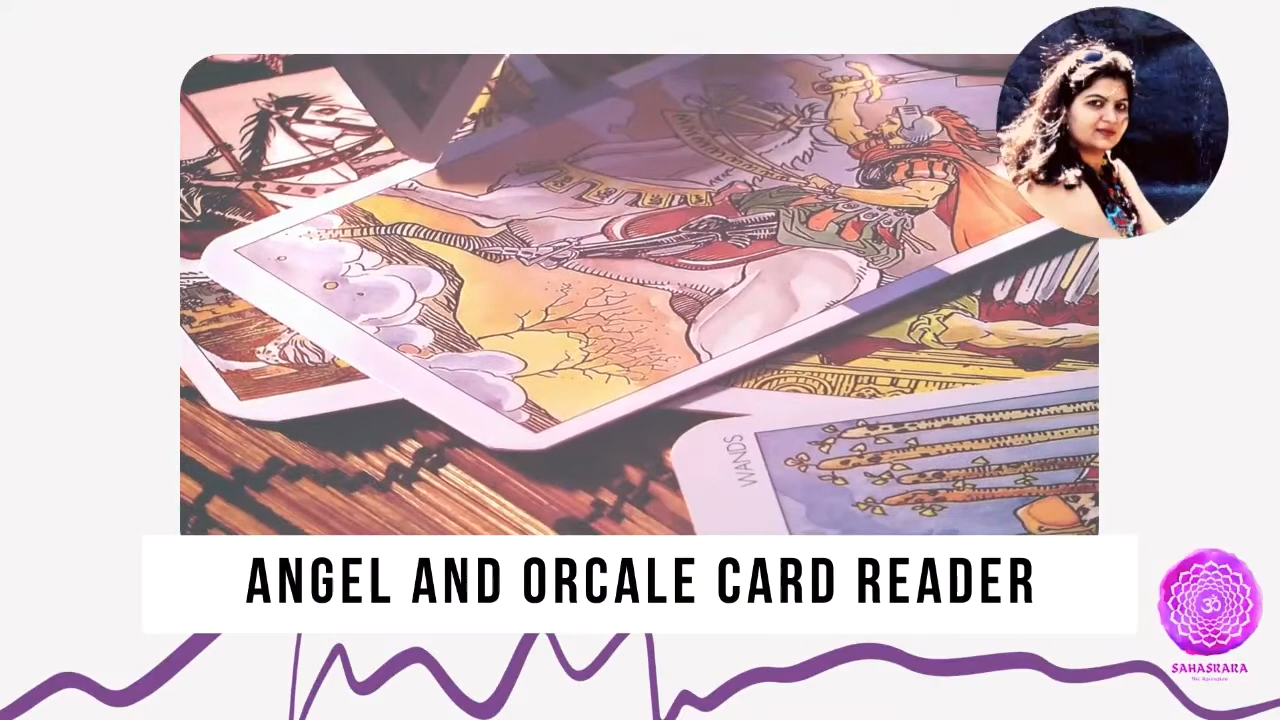 WANDS
ANGEL AND ORCALE CARD READER
ॐ
SAHASRARA